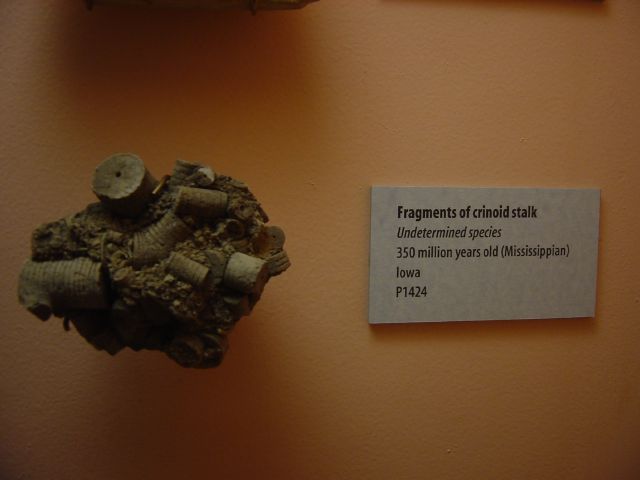 Fragments of crinoid stalk
Undetermined species
350 million years old (Mississippian)
Iowa
P1424